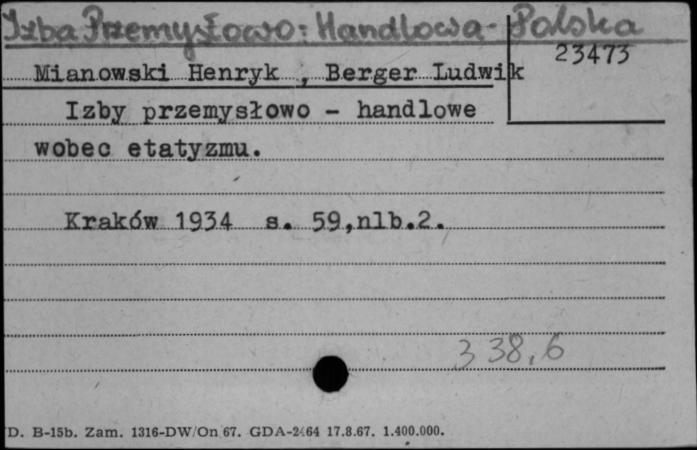 Izba Przemysłowo-Handlowa-Polska
23473
Mianowski Henryk , Berger Ludwik
Izby przemysłowo - handlowe
wobec etatyzmu.
Kraków 1934 s. 59,nlb.2.
338,6
D. B-15b. Zam. 1316-DW/On 67. GDA-2464 17.8.67. 1.400.000.